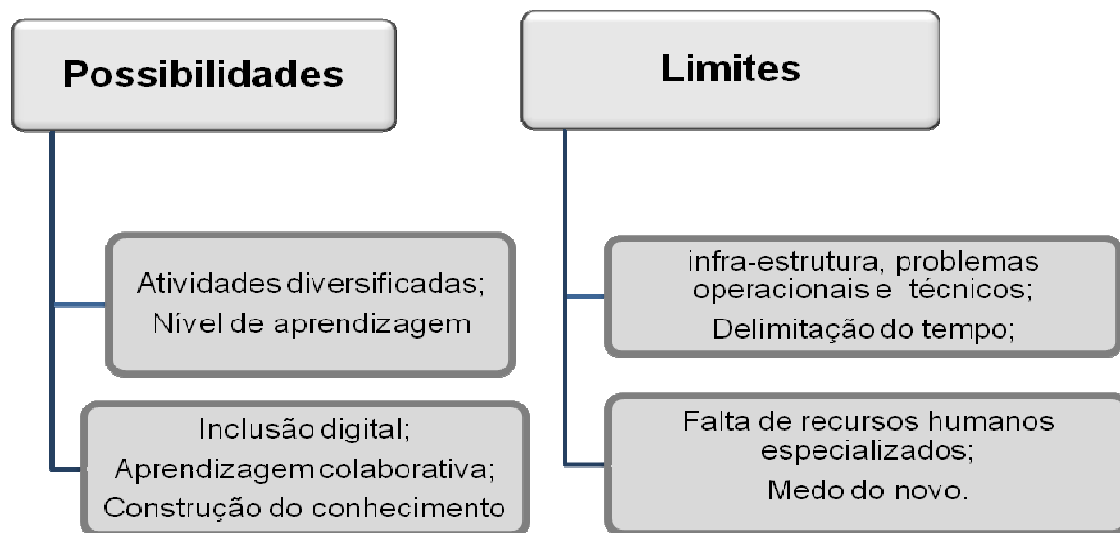 Possibilidades
Atividades diversificadas;
Nível de aprendizagem
Inclusão digital;
Aprendizagem colaborativa;
Construção do conhecimento
Limites
infra-estrutura, problemas
operacionais e técnicos;
Delimitação do tempo;
Falta de recursos humanos
especializados;
Medo do novo.